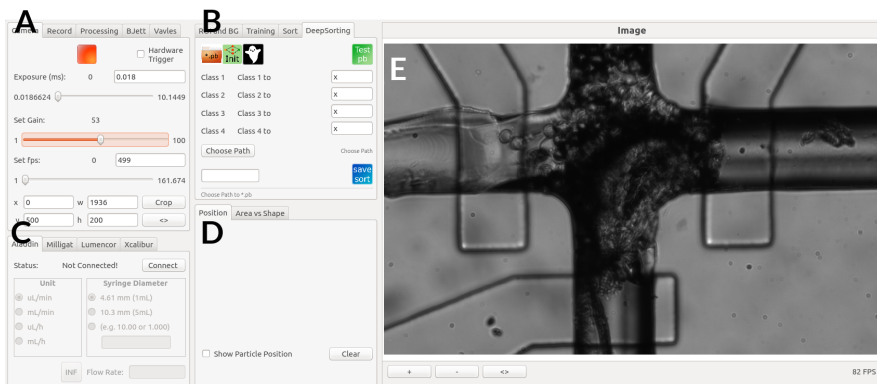 A
Camera Record Processing BJett Vavles
Hardware Trigger
Exposure (ms): 0 0.018
0.0186624 10.1449
Set Gain: 53
1 100
Set fps: 0 499
1 161.674
x 0 w 1936 Crop
y 500 h 200 <>
B
ROI and BG Training Sort DeepSorting
*.pb Init Test pb
Class 1 Class 1 to x
Class 2 Class 2 to x
Class 3 Class 3 to x
Class 4 Class 4 to x
Choose Path Choose Path
save sort
Choose Path to *.pb
C
Aladdin Milligat Lumencor Xcalibur
Status: Not Connected! Connect
Unit Syringe Diameter
uL/min 4.61 mm (1mL)
mL/min 10.3 mm (5mL)
uL/h (e.g. 10.00 or 1.000)
mL/h
INF Flow Rate:
D
Position Area vs Shape
Show Particle Position Clear
Image
E
+ - <> 82 FPS